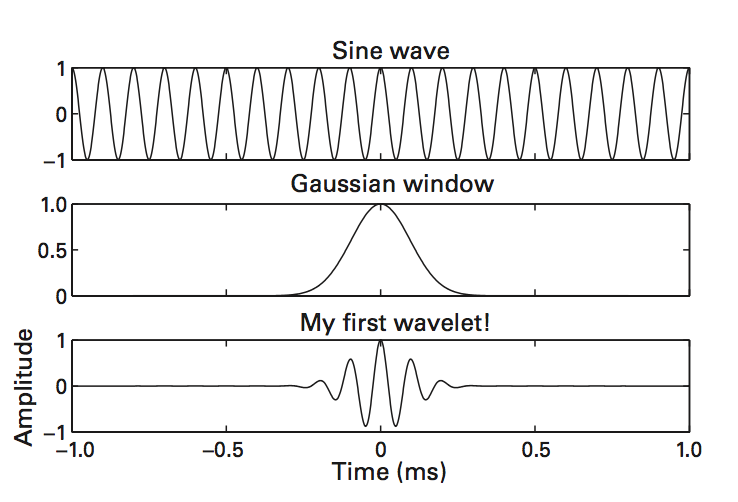 Sine wave
1
0
−1
Gaussian window
1.0
0.5
0
My first wavelet!
Amplitude
1
0
−1
−1.0 −0.5 0 0.5 1.0
Time (ms)